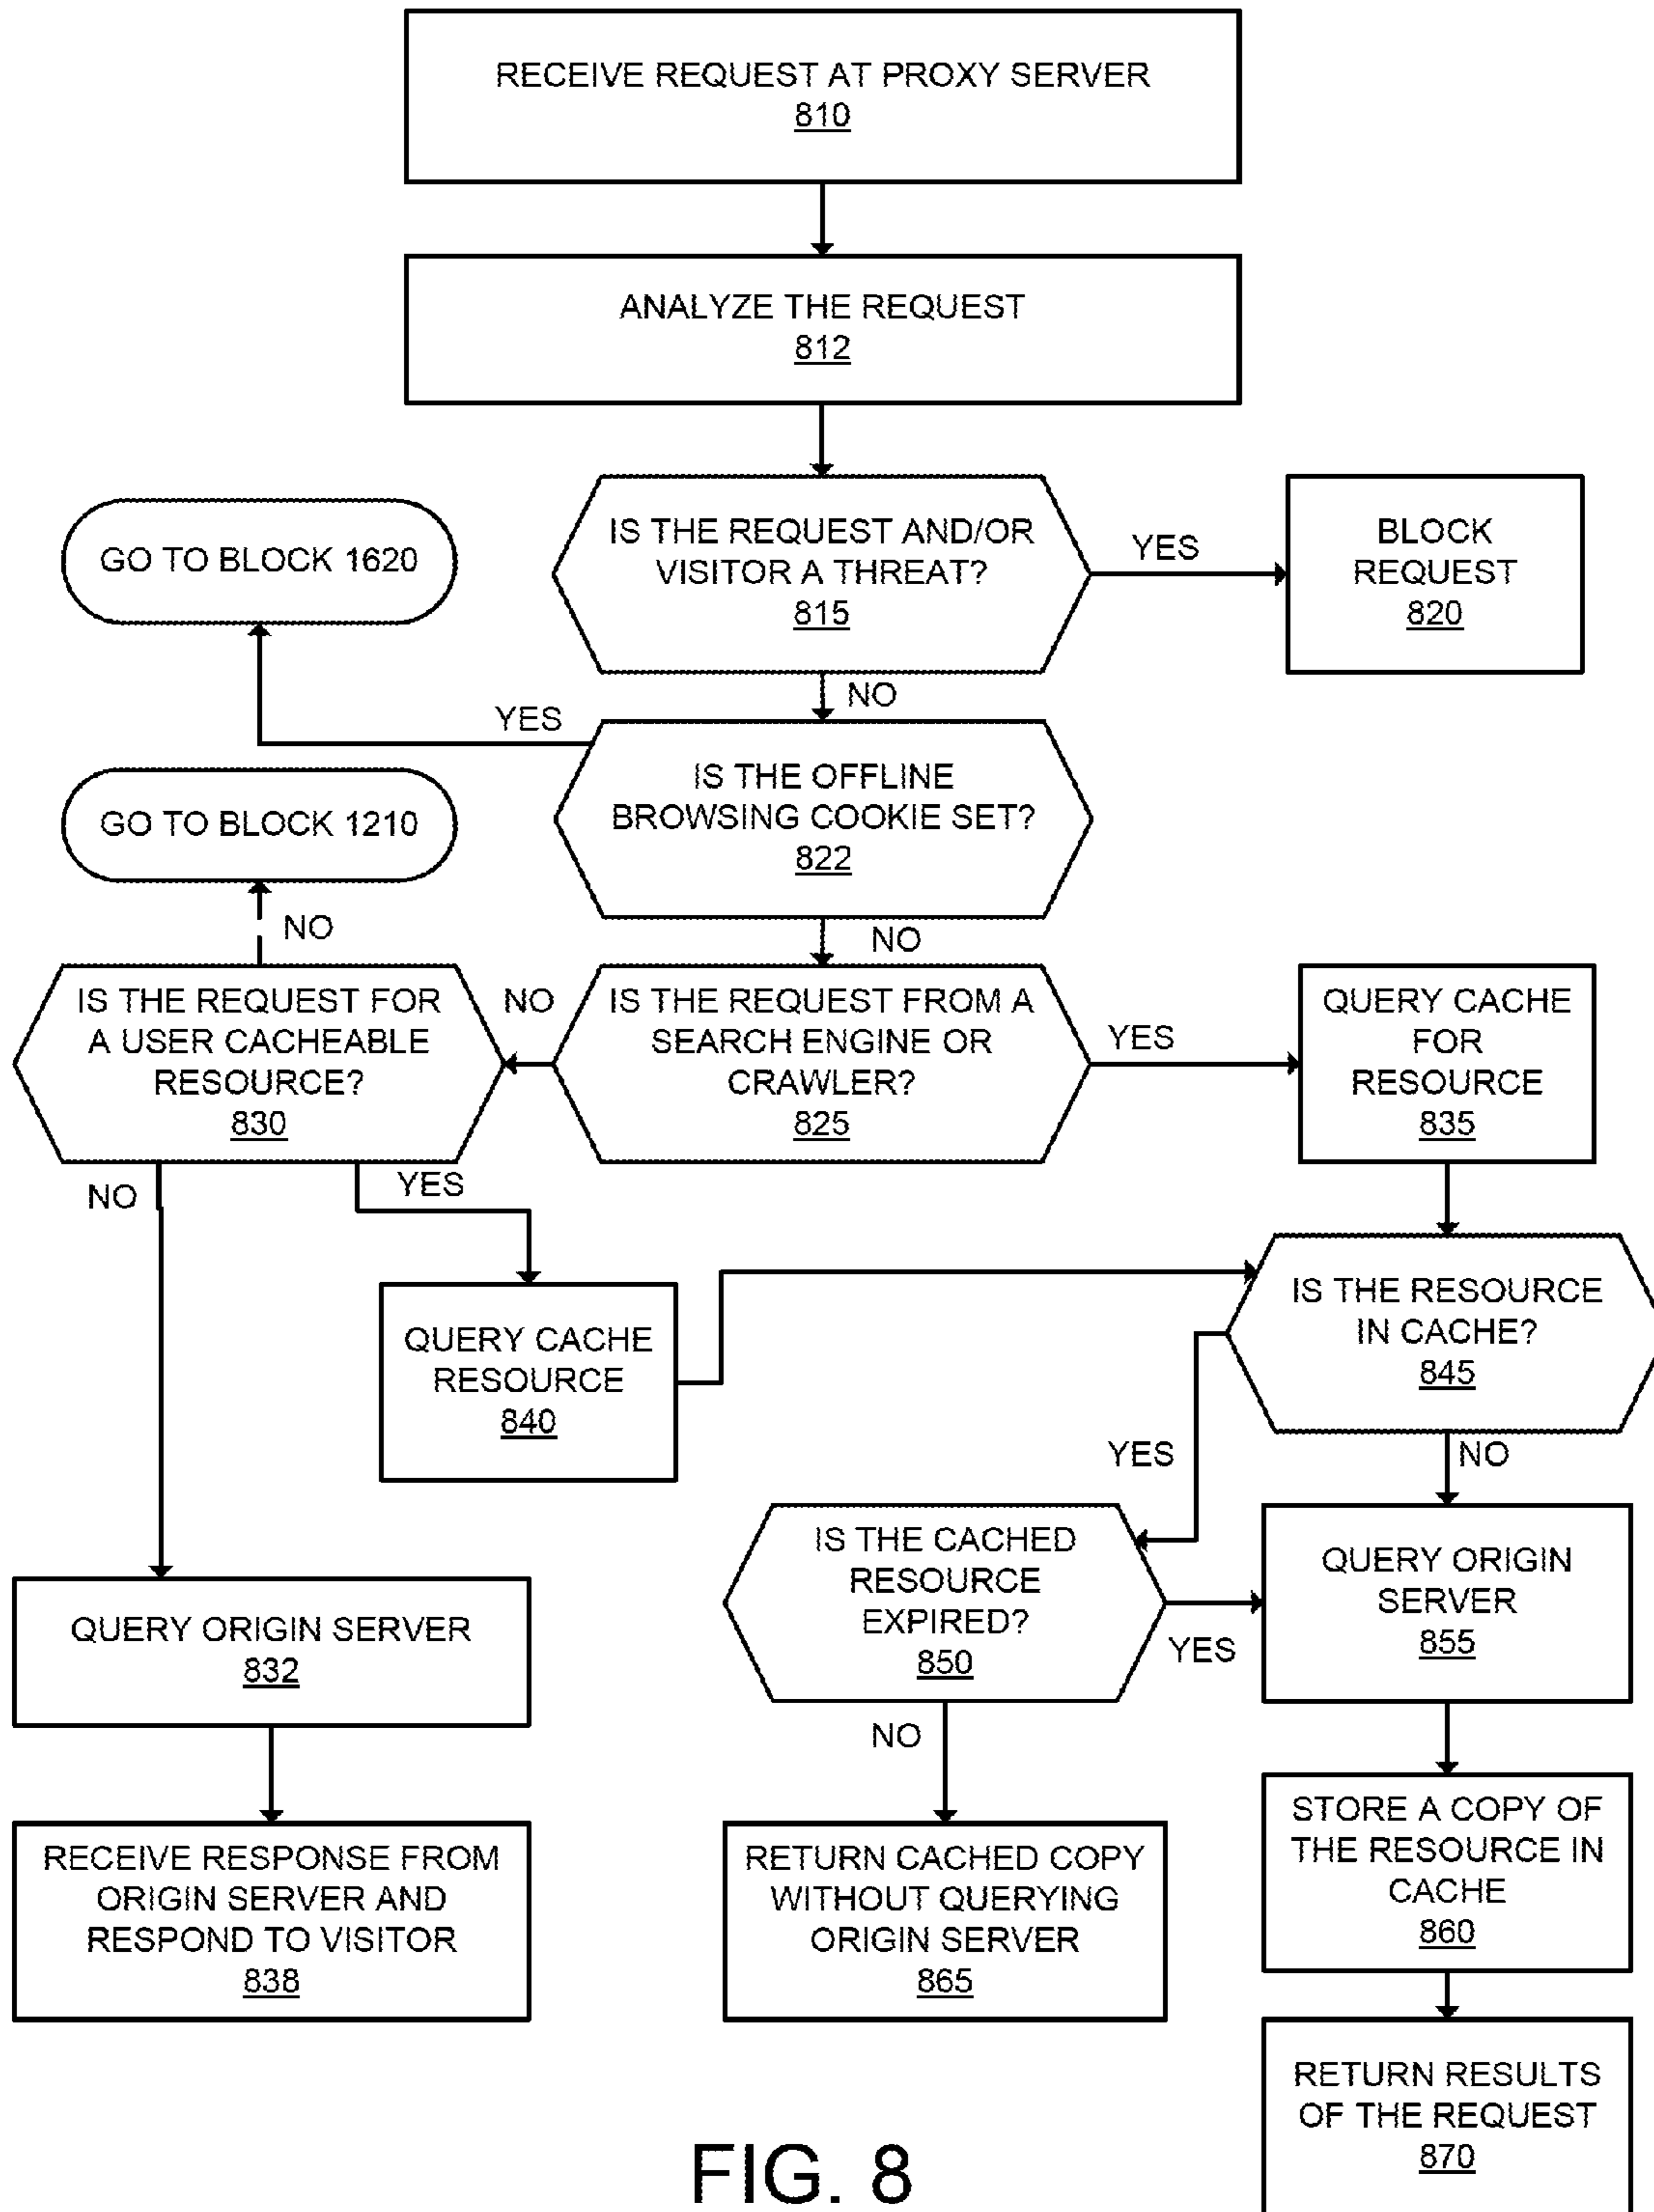 RECEIVE REQUEST AT PROXY SERVER
810
ANALYZE THE REQUEST
812
IS THE REQUEST AND/OR
VISITOR A THREAT?
815
YES
BLOCK
REQUEST
820
GO TO BLOCK 1620
NO
YES
IS THE OFFLINE
BROWSING COOKIE SET?
822
GO TO BLOCK 1210
NO
NO
IS THE REQUEST FOR
A USER CACHEABLE
RESOURCE?
830
NO
IS THE REQUEST FROM A
SEARCH ENGINE OR
CRAWLER?
825
YES
QUERY CACHE
FOR
RESOURCE
835
NO
YES
QUERY CACHE
RESOURCE
840
IS THE RESOURCE
IN CACHE?
845
YES
NO
IS THE CACHED
RESOURCE
EXPIRED?
850
YES
QUERY ORIGIN
SERVER
855
QUERY ORIGIN SERVER
832
NO
RECEIVE RESPONSE FROM
ORIGIN SERVER AND
RESPOND TO VISITOR
838
RETURN CACHED COPY
WITHOUT QUERYING
ORIGIN SERVER
865
STORE A COPY OF
THE RESOURCE IN
CACHE
860
RETURN RESULTS
OF THE REQUEST
870
FIG. 8